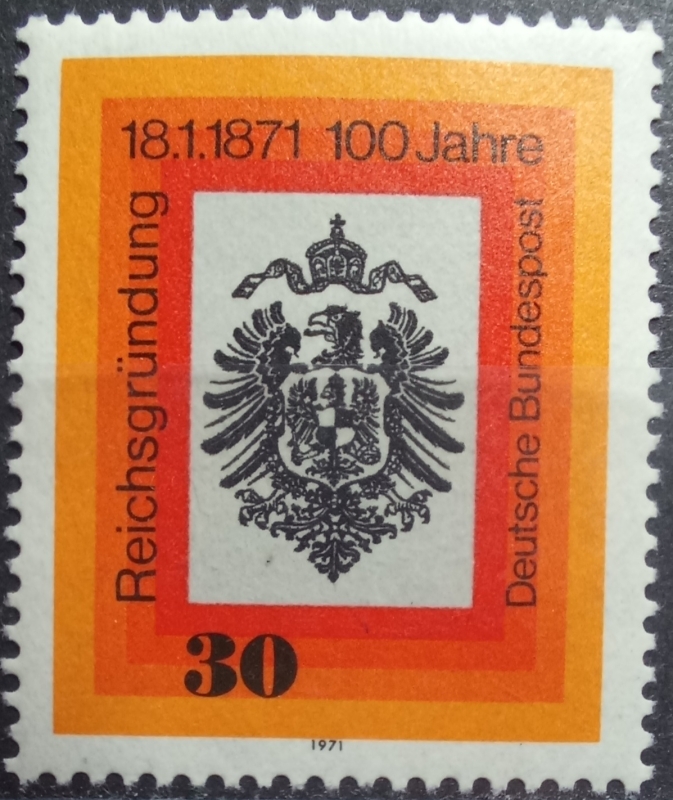 18.1.1871 100 Jahre
Reichsgründung
Deutsche Bundespost
30
1971